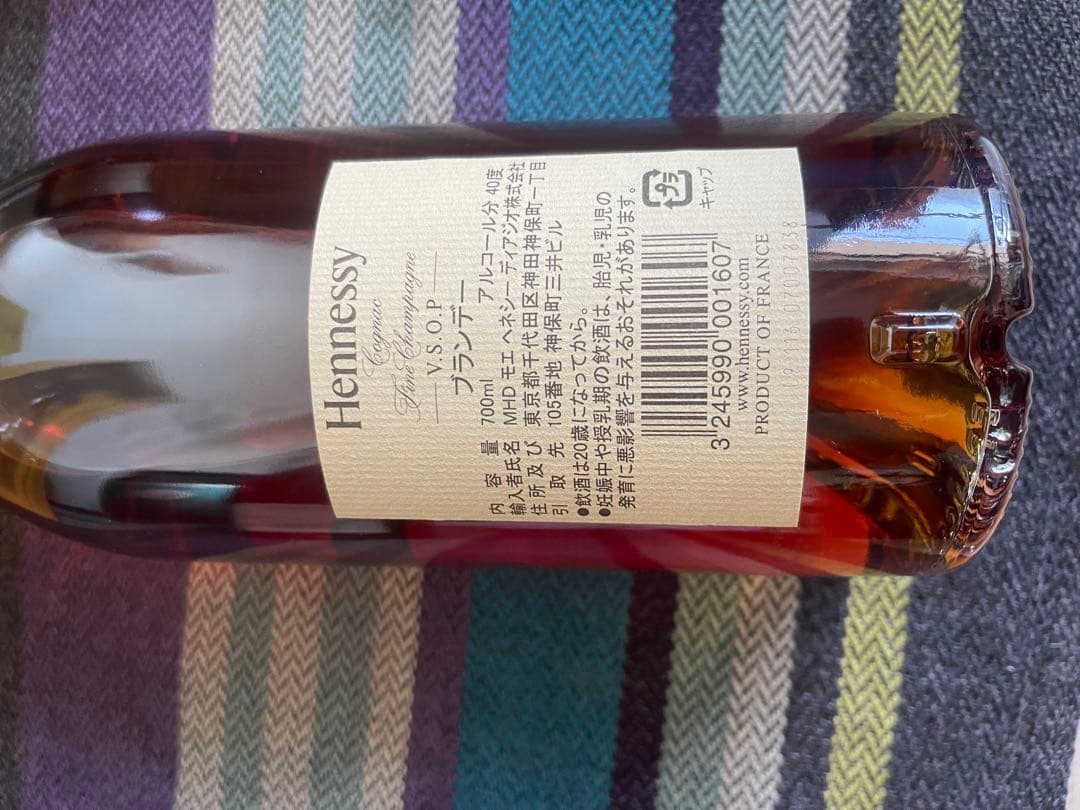 Hennessy
Cognac
Fine Champagne
V.S.O.P
ブランデー
内容量 700ml アルコール分 40度
輸入者氏名 MHD モエ ヘネシー ディアジオ株式会社
住所及び 東京都千代田区神田神保町一丁目
引取先 105番地 神保町三井ビル
●飲酒は20歳になってから。
●妊娠中や授乳期の飲酒は、胎児・乳児の
発育に悪影響を与えるおそれがあります。
プラ
キャップ
3 245990 001607
www.hennessy.com
PRODUCT OF FRANCE